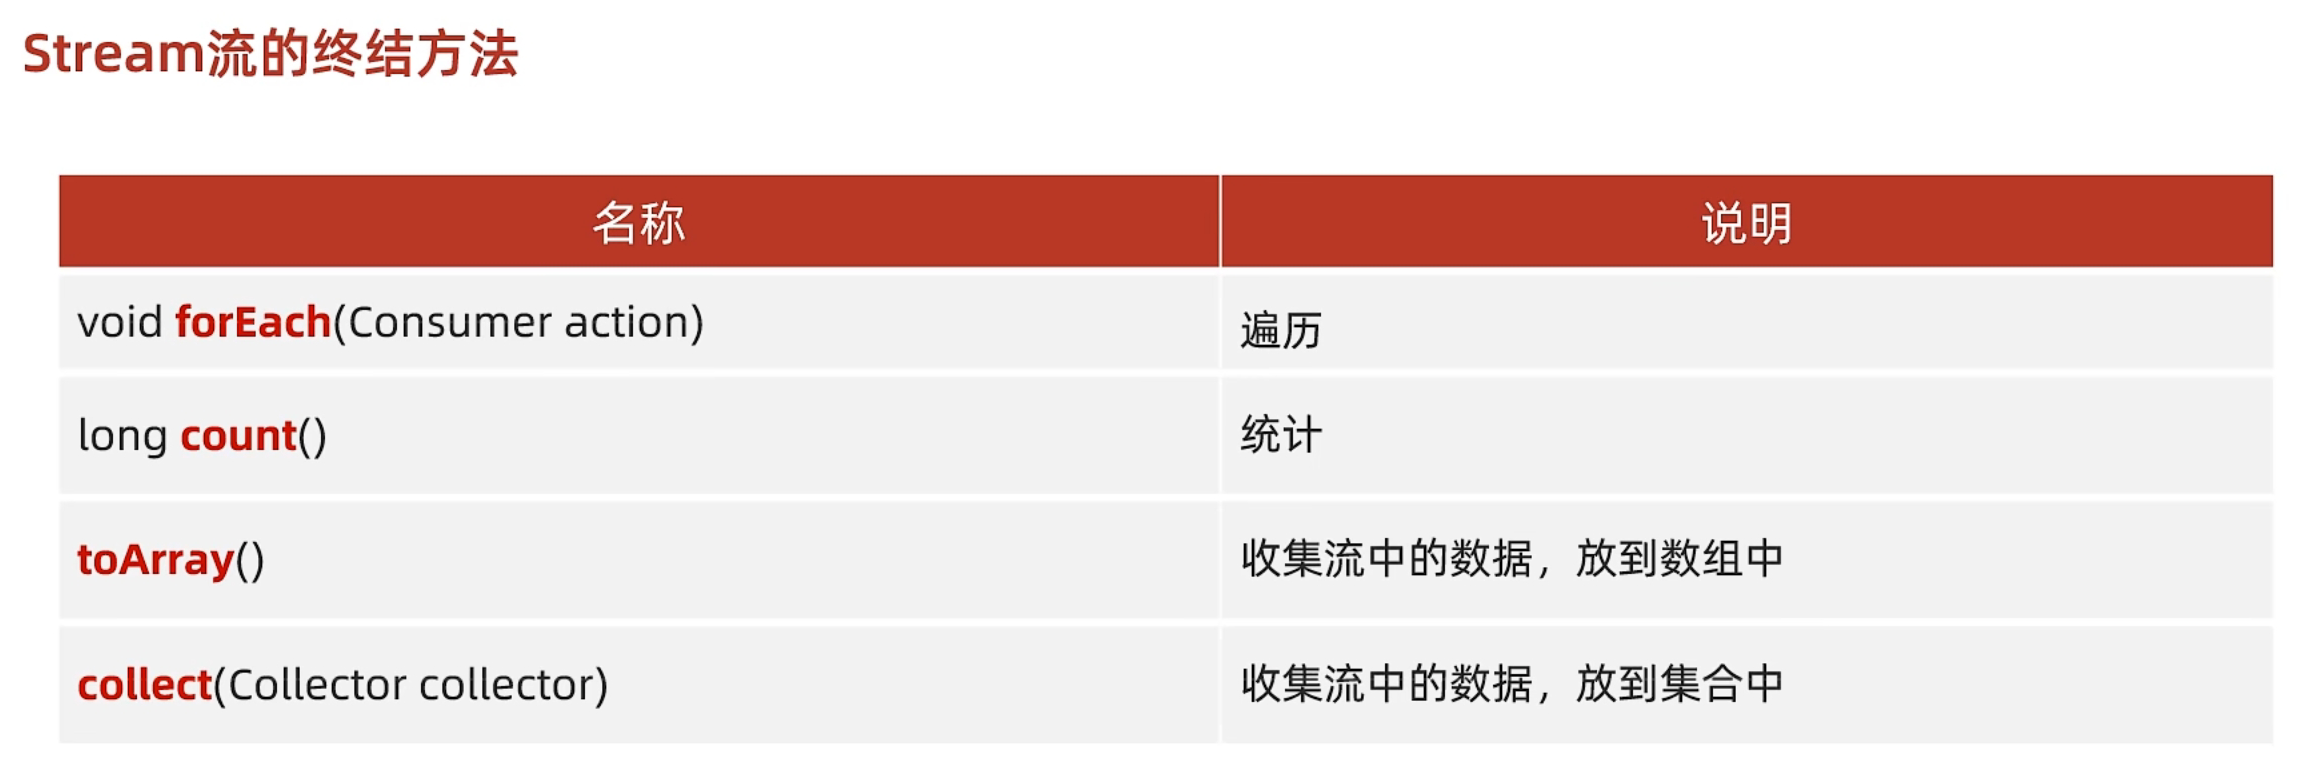 Stream流的终结方法
名称 说明
void forEach(Consumer action) 遍历
long count() 统计
toArray() 收集流中的数据，放到数组中
collect(Collector collector) 收集流中的数据，放到集合中